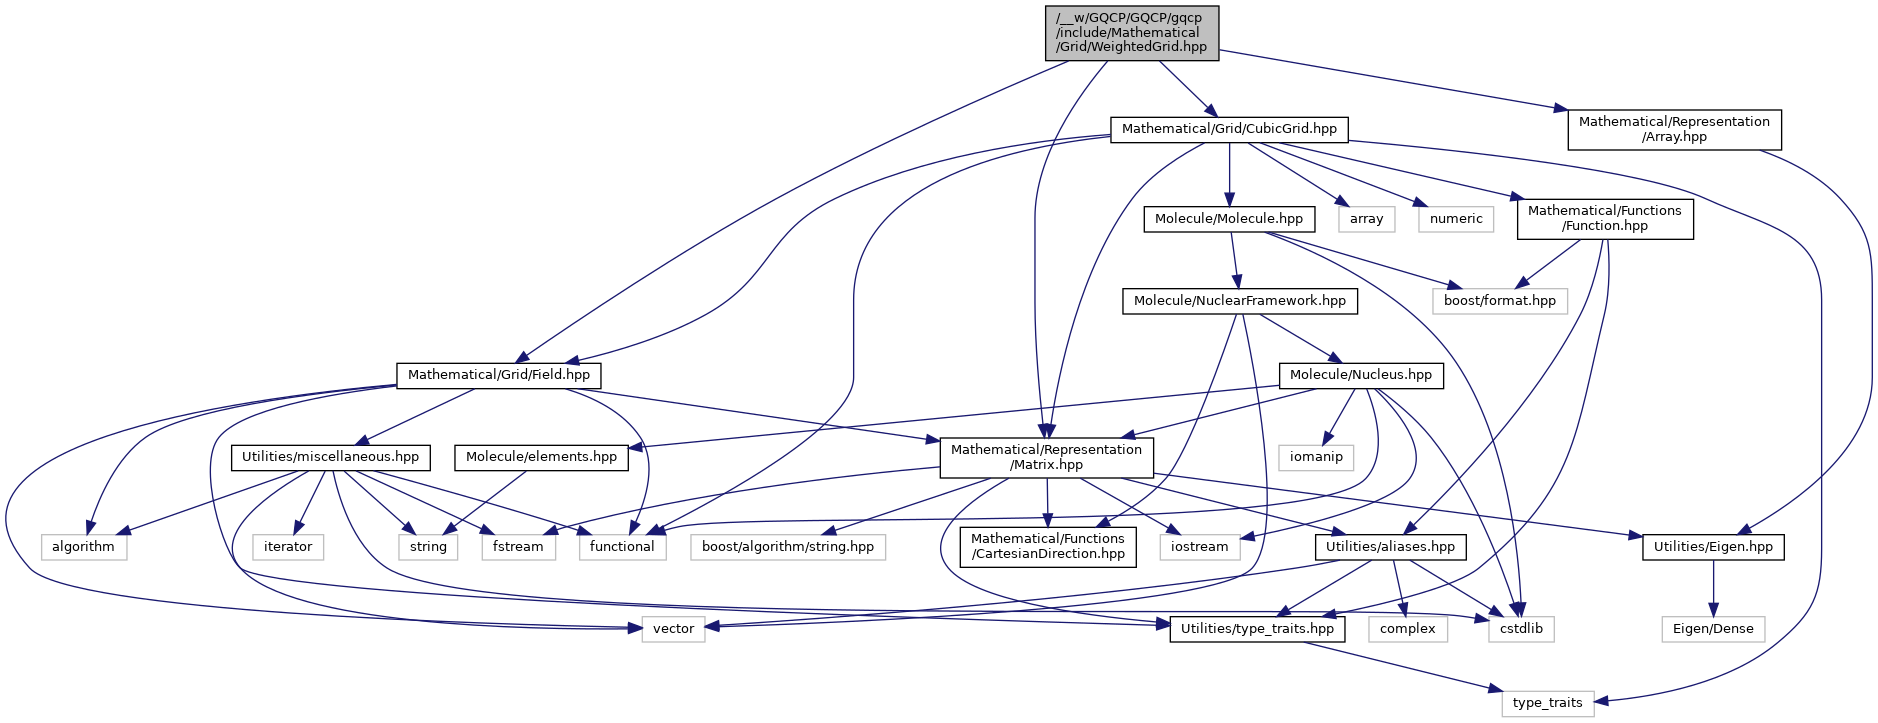 /__w/GQCP/GQCP/gqcp
/include/Mathematical
/Grid/WeightedGrid.hpp
Mathematical/Representation
/Array.hpp
Mathematical/Grid/CubicGrid.hpp
Molecule/Molecule.hpp
array
numeric
Mathematical/Functions
/Function.hpp
Molecule/NuclearFramework.hpp
boost/format.hpp
Mathematical/Grid/Field.hpp
Molecule/Nucleus.hpp
Utilities/miscellaneous.hpp
Molecule/elements.hpp
Mathematical/Representation
/Matrix.hpp
iomanip
algorithm
iterator
string
fstream
functional
boost/algorithm/string.hpp
Mathematical/Functions
/CartesianDirection.hpp
iostream
Utilities/aliases.hpp
Utilities/Eigen.hpp
vector
Utilities/type_traits.hpp
complex
cstdlib
Eigen/Dense
type_traits